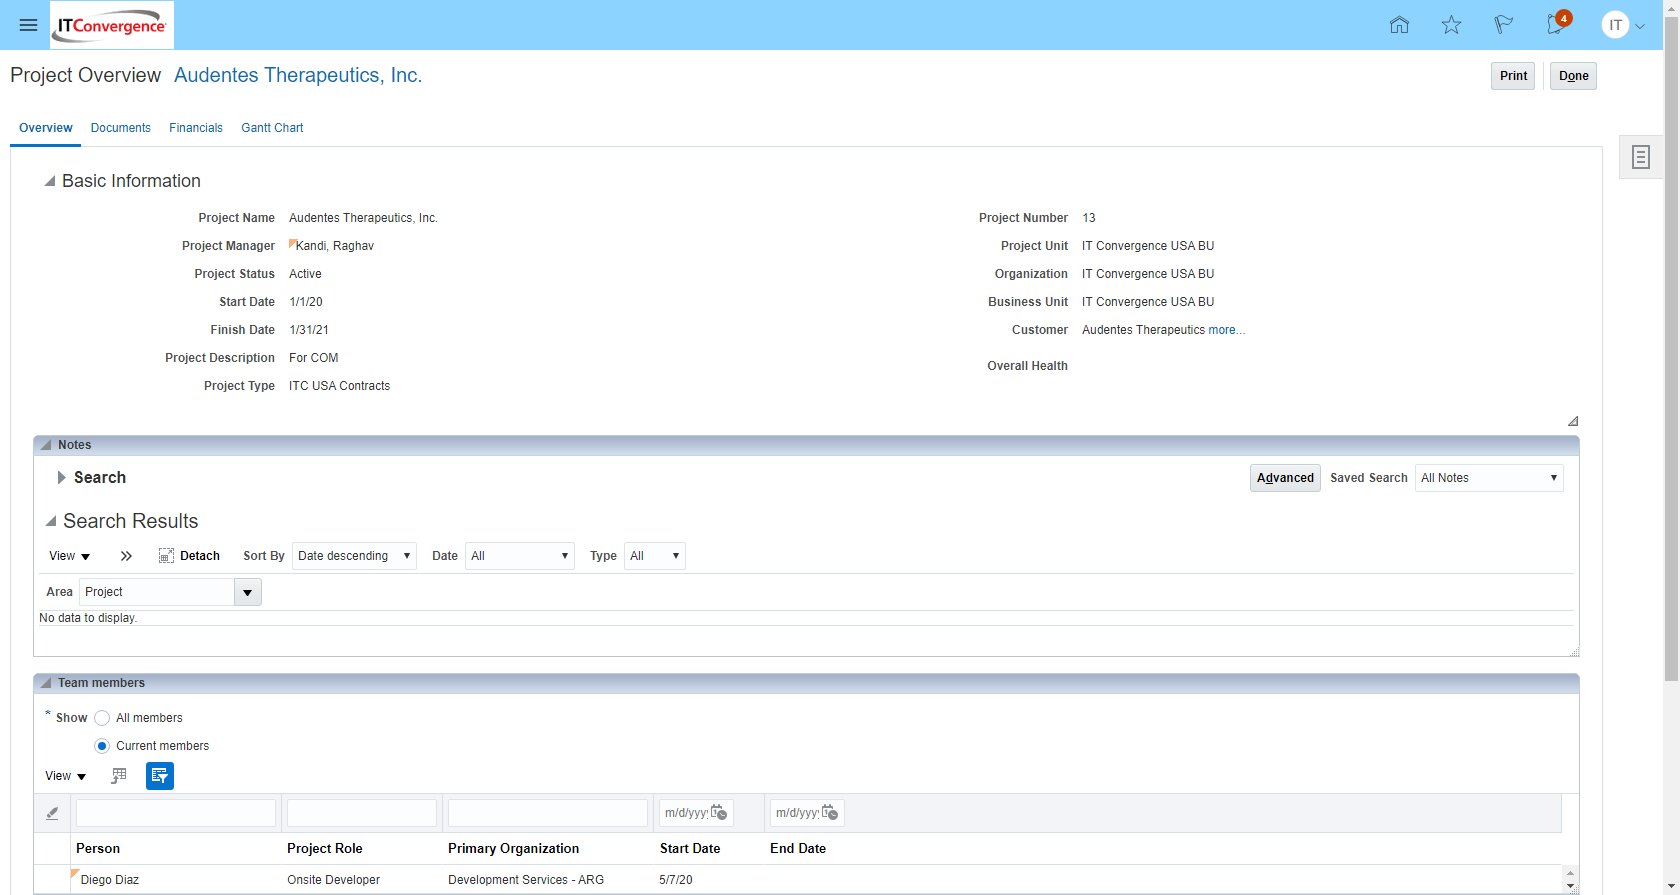 ITConvergence
4
IT
Project Overview Audentes Therapeutics, Inc.
Print Done
Overview Documents Financials Gantt Chart
Basic Information
Project Name Audentes Therapeutics, Inc.
Project Number 13
Project Manager Kandi, Raghav
Project Unit IT Convergence USA BU
Project Status Active
Organization IT Convergence USA BU
Start Date 1/1/20
Business Unit IT Convergence USA BU
Finish Date 1/31/21
Customer Audentes Therapeutics more...
Project Description For COM
Overall Health
Project Type ITC USA Contracts
Notes
Search
Advanced Saved Search All Notes
Search Results
View Detach Sort By Date descending Date All Type All
Area Project
No data to display.
Team members
* Show All members
Current members
View
m/d/yyy m/d/yyy
Person Project Role Primary Organization Start Date End Date
Diego Diaz Onsite Developer Development Services - ARG 5/7/20